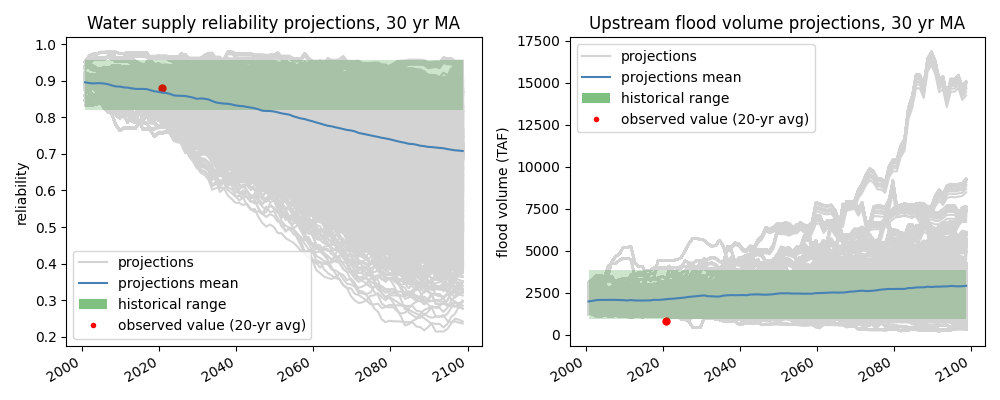 Water supply reliability projections, 30 yr MA
1.0
0.9
0.8
0.7
0.6
0.5
0.4
0.3
0.2
reliability
projections
projections mean
historical range
observed value (20-yr avg)
2000
2020
2040
2060
2080
2100
Upstream flood volume projections, 30 yr MA
17500
15000
12500
10000
7500
5000
2500
0
flood volume (TAF)
projections
projections mean
historical range
observed value (20-yr avg)
2000
2020
2040
2060
2080
2100